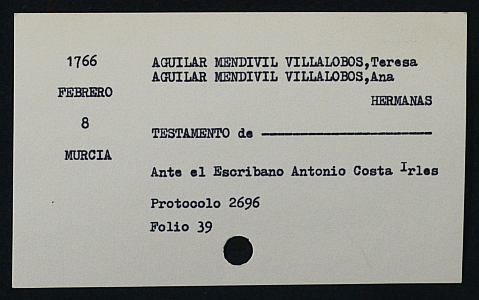 1766
FEBRERO
8
MURCIA
AGUILAR MENDIVIL VILLALOBOS,Teresa
AGUILAR MENDIVIL VILLALOBOS,Ana
HERMANAS
TESTAMENTO de ————————————————
Ante el Escribano Antonio Costa Irles
Protocolo 2696
Folio 39